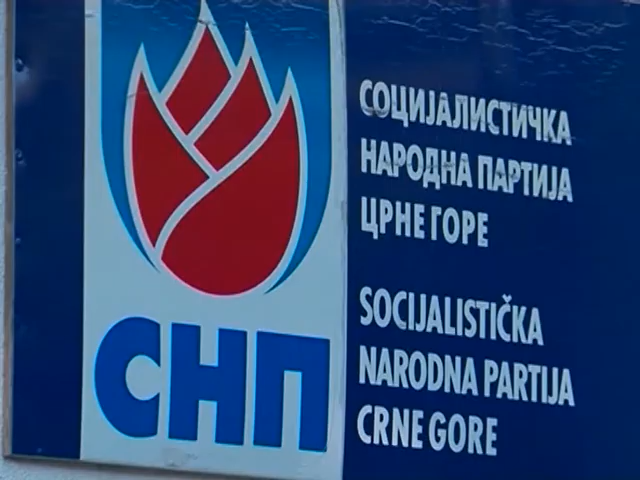 СНП
СОЦИЈАЛИСТИЧКА
НАРОДНА ПАРТИЈА
ЦРНЕ ГОРЕ
SOCIJALISTIČKA
NARODNA PARTIJA
CRNE GORE